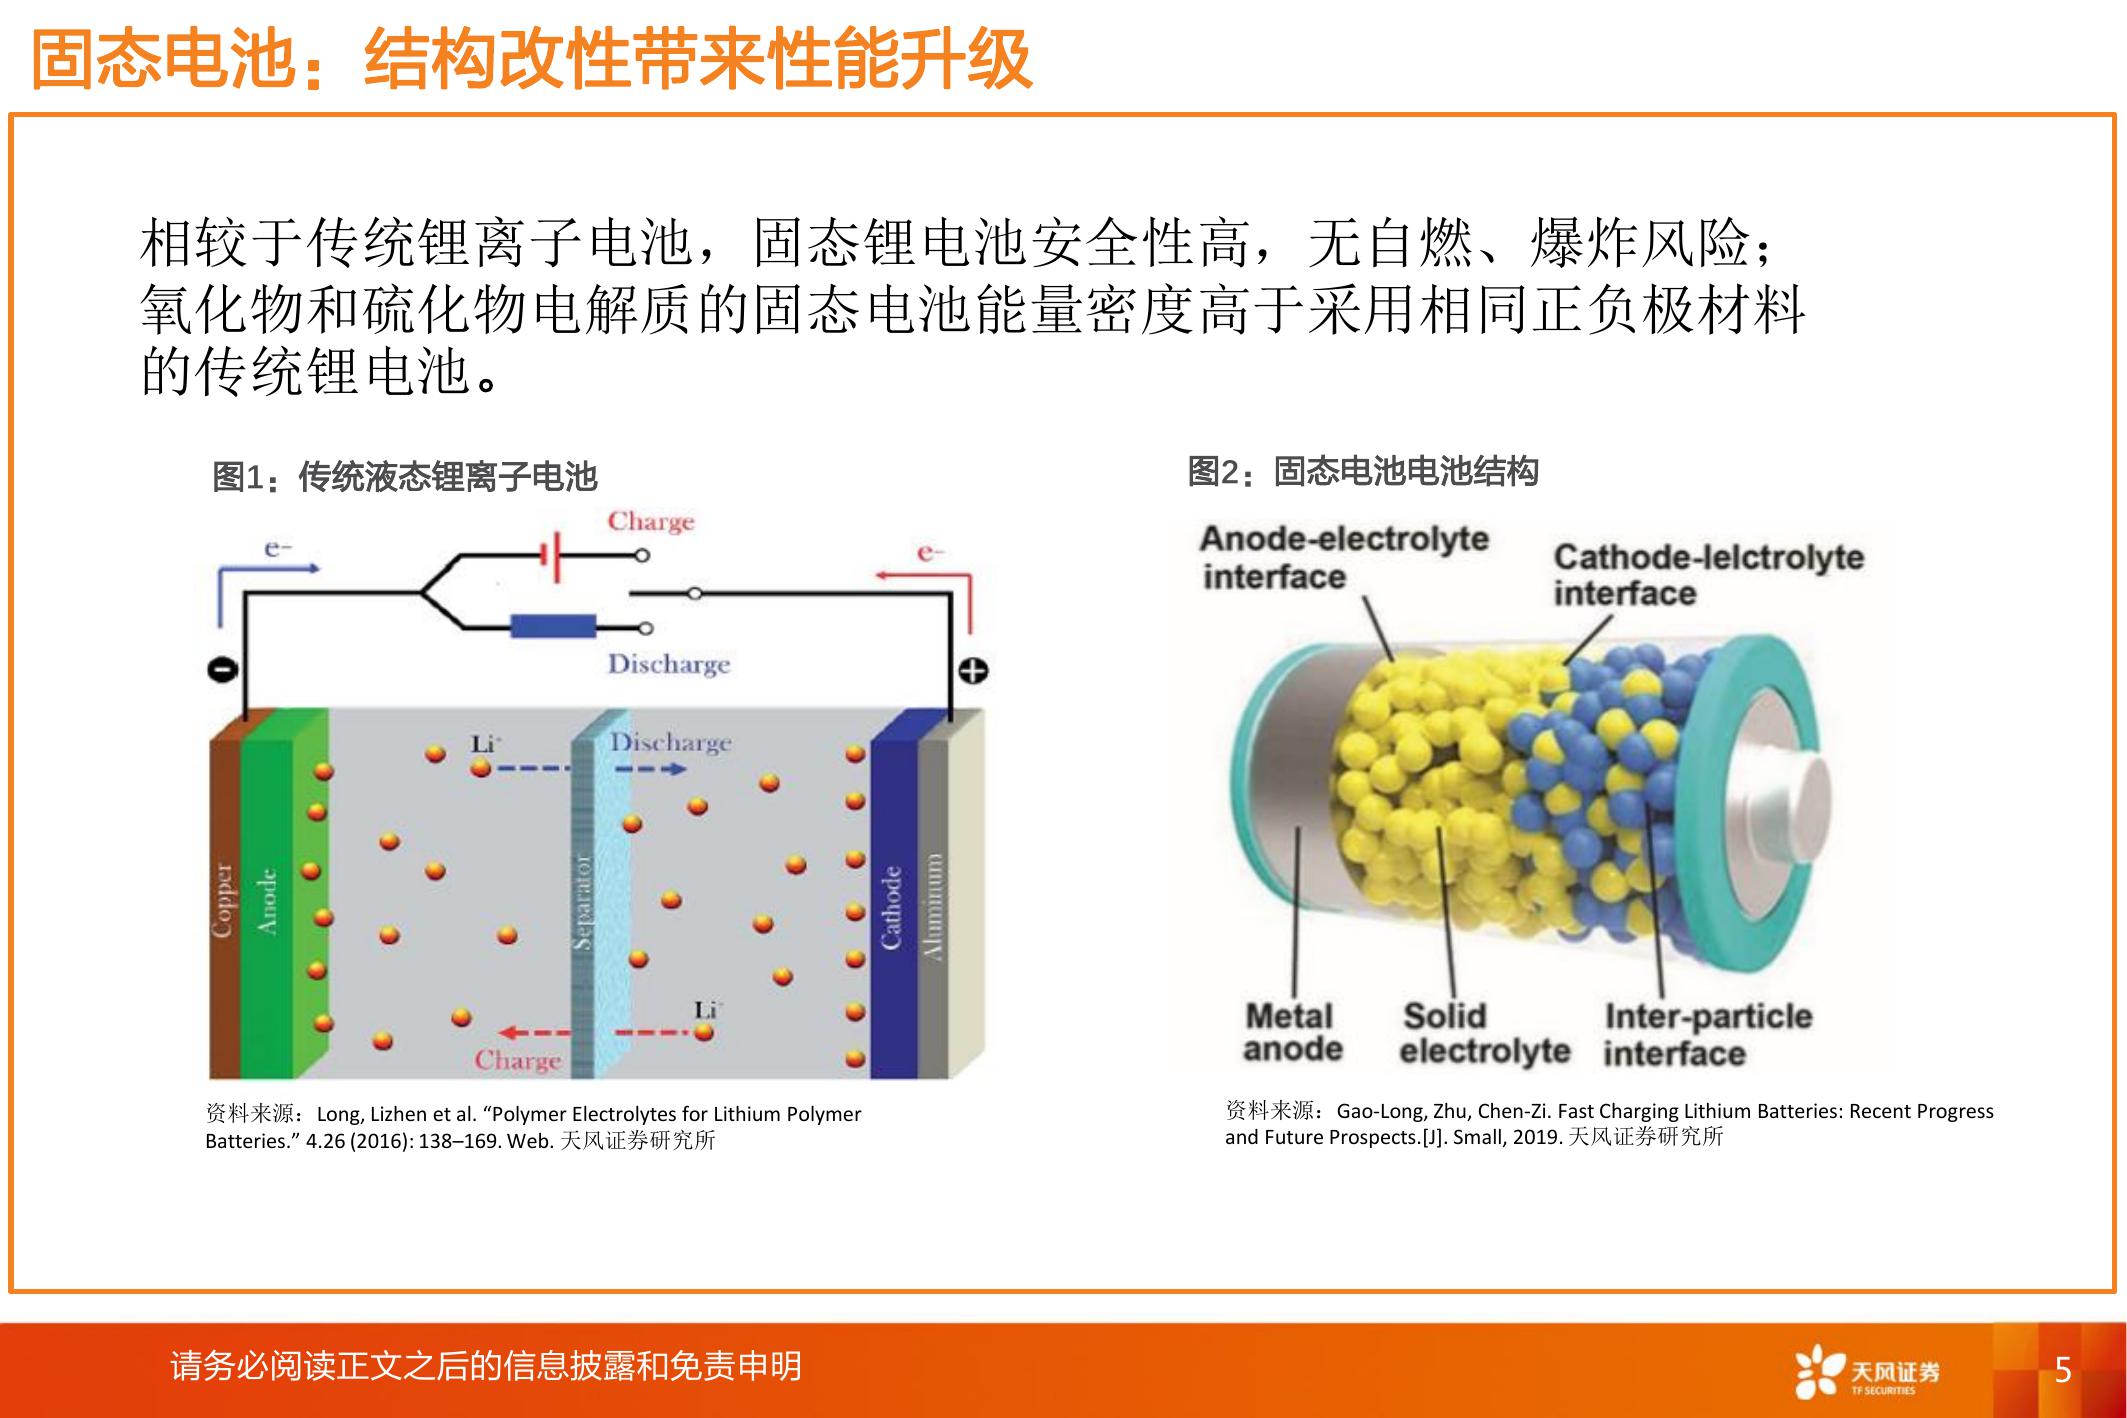 固态电池：结构改性带来性能升级
相较于传统锂离子电池，固态锂电池安全性高，无自燃、爆炸风险；
氧化物和硫化物电解质的固态电池能量密度高于采用相同正负极材料
的传统锂电池。
图1：传统液态锂离子电池
Charge
e-
e-
Discharge
Li
Discharge
Copper
Anode
Separator
Cathode
Aluminum
Li
Charge
资料来源：Long, Lizhen et al. “Polymer Electrolytes for Lithium Polymer
Batteries.” 4.26 (2016): 138–169. Web. 天风证券研究所
图2：固态电池电池结构
Anode-electrolyte
interface
Cathode-lelctrolyte
interface
Metal
anode
Solid
electrolyte
Inter-particle
interface
资料来源：Gao-Long, Zhu, Chen-Zi. Fast Charging Lithium Batteries: Recent Progress
and Future Prospects.[J]. Small, 2019. 天风证券研究所
请务必阅读正文之后的信息披露和免责申明
天风证券
TF SECURITIES
5